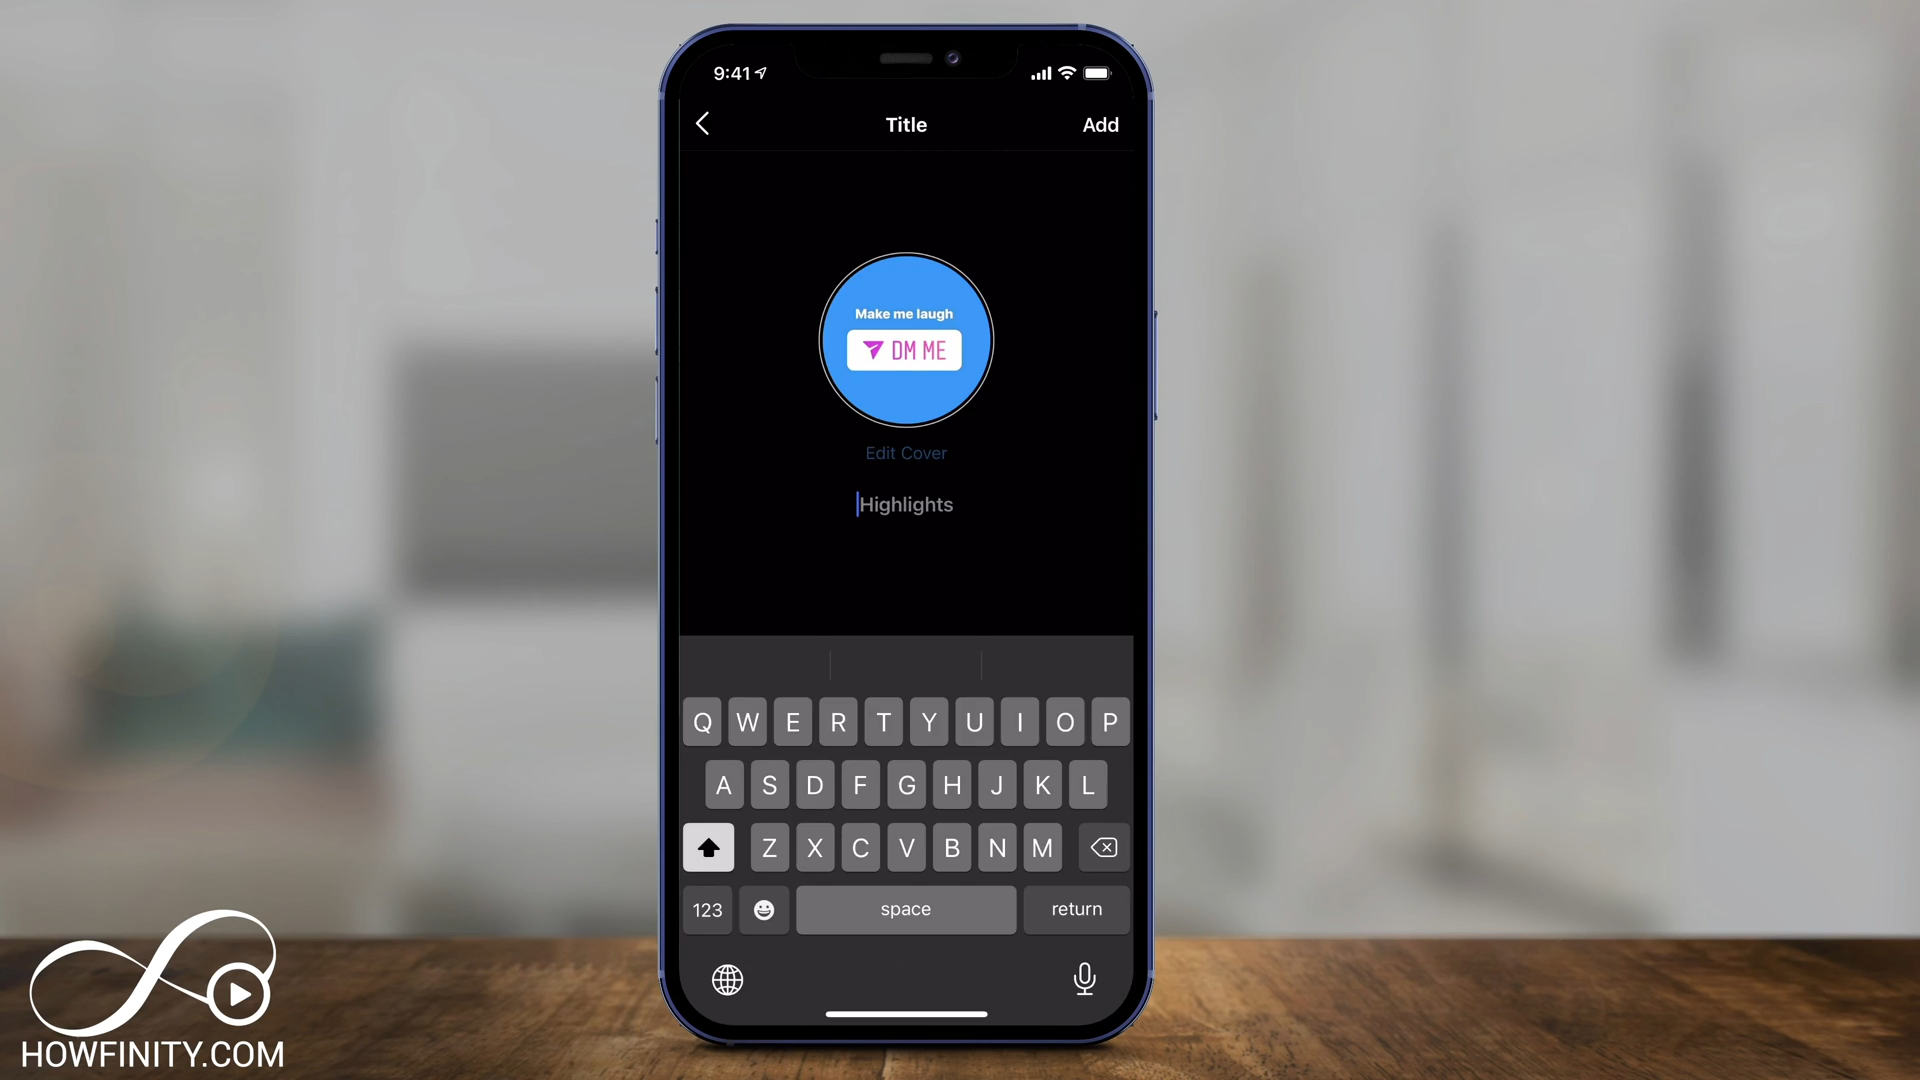 9:41
Title
Add
Make me laugh
DM ME
Edit Cover
Highlights
Q W E R T Y U I O P
A S D F G H J K L
Z X C V B N M
123
space
return
HOWFINITY.COM